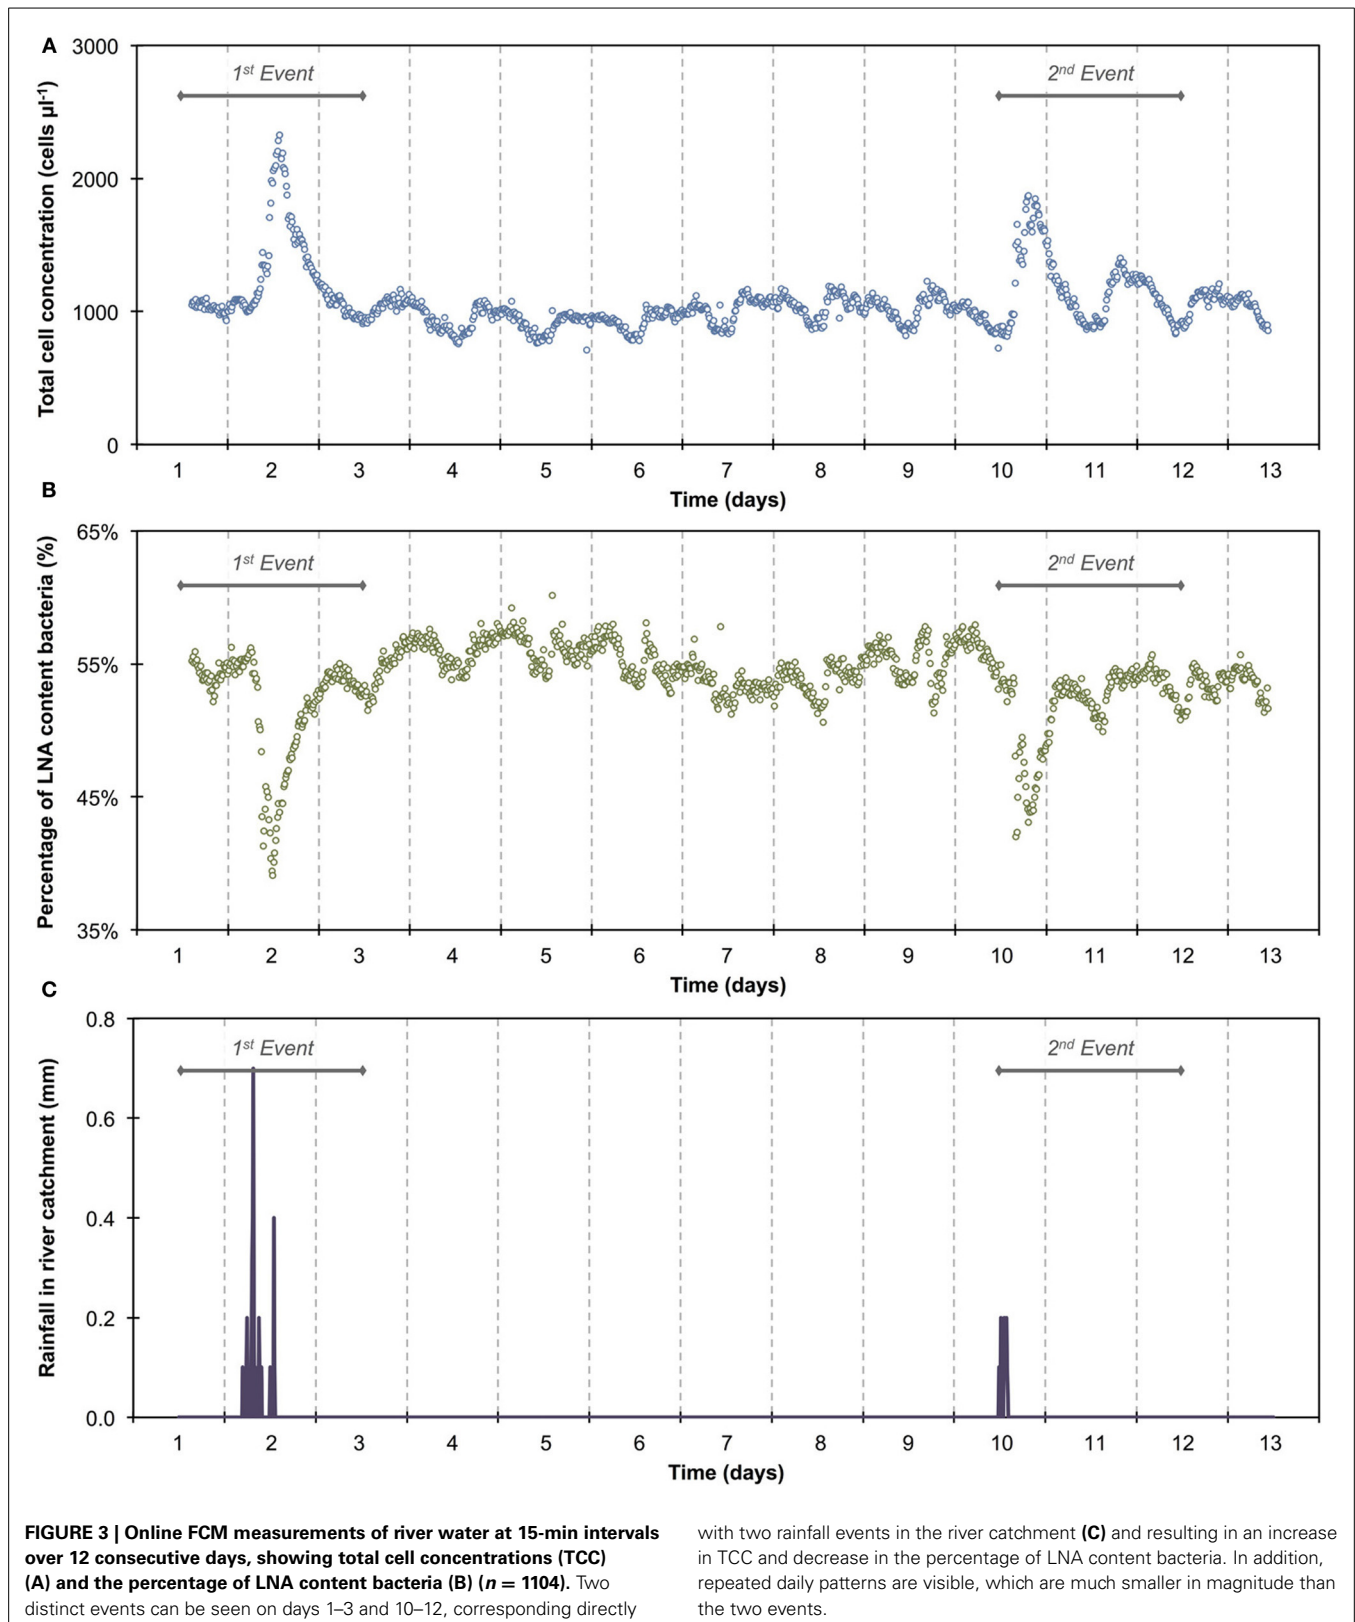 A
3000
2000
1000
0
Total cell concentration (cells µl-1)
1st Event
2nd Event
1 2 3 4 5 6 7 8 9 10 11 12 13
Time (days)
B
65%
55%
45%
35%
Percentage of LNA content bacteria (%)
1st Event
2nd Event
1 2 3 4 5 6 7 8 9 10 11 12 13
Time (days)
C
0.8
0.6
0.4
0.2
0.0
Rainfall in river catchment (mm)
1st Event
2nd Event
1 2 3 4 5 6 7 8 9 10 11 12 13
Time (days)
FIGURE 3 | Online FCM measurements of river water at 15-min intervals
over 12 consecutive days, showing total cell concentrations (TCC)
(A) and the percentage of LNA content bacteria (B) (n = 1104). Two
distinct events can be seen on days 1–3 and 10–12, corresponding directly
with two rainfall events in the river catchment (C) and resulting in an increase
in TCC and decrease in the percentage of LNA content bacteria. In addition,
repeated daily patterns are visible, which are much smaller in magnitude than
the two events.